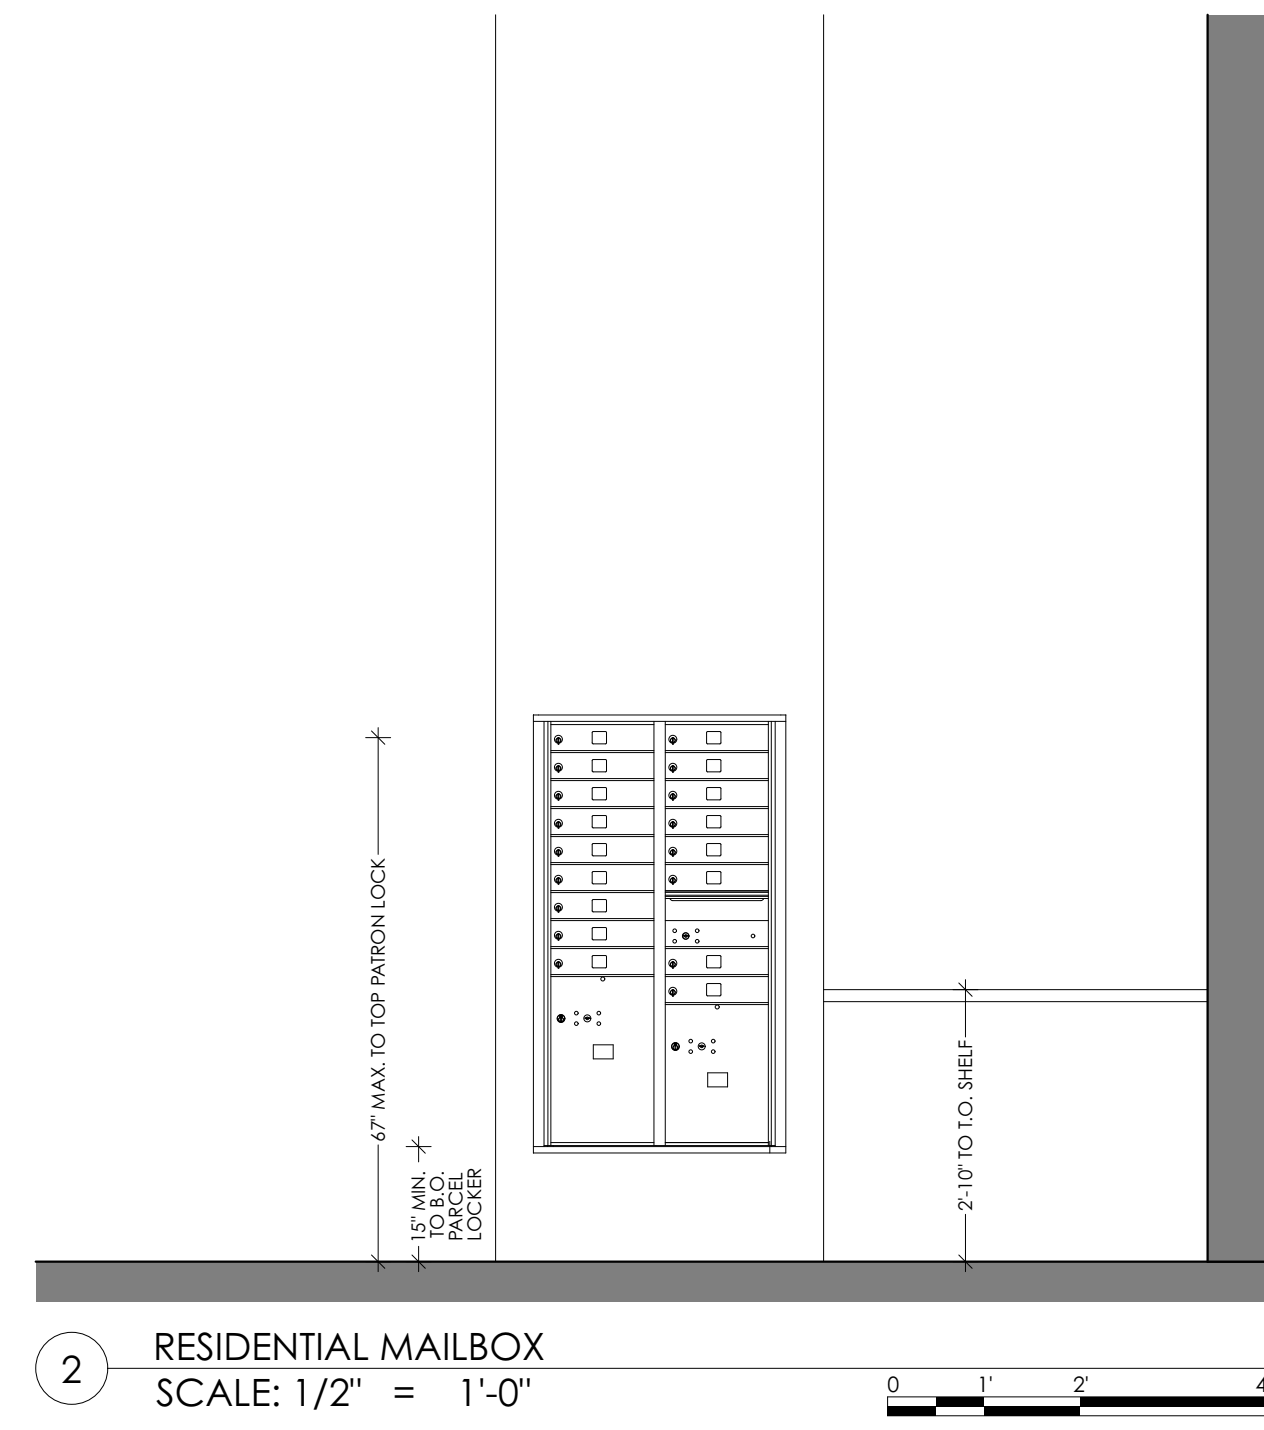 67" MAX. TO TOP PATRON LOCK
15" MIN.
TO B.O.
PARCEL
LOCKER
2'-10" TO T.O. SHELF
2
RESIDENTIAL MAILBOX
SCALE: 1/2" = 1'-0"
0 1' 2' 4